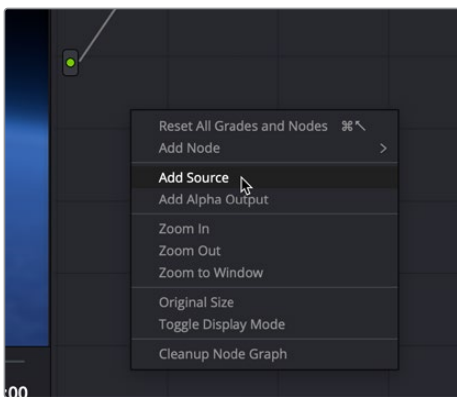 Reset All Grades and Nodes ⌘↖
Add Node >
Add Source
Add Alpha Output
Zoom In
Zoom Out
Zoom to Window
Original Size
Toggle Display Mode
Cleanup Node Graph
:00